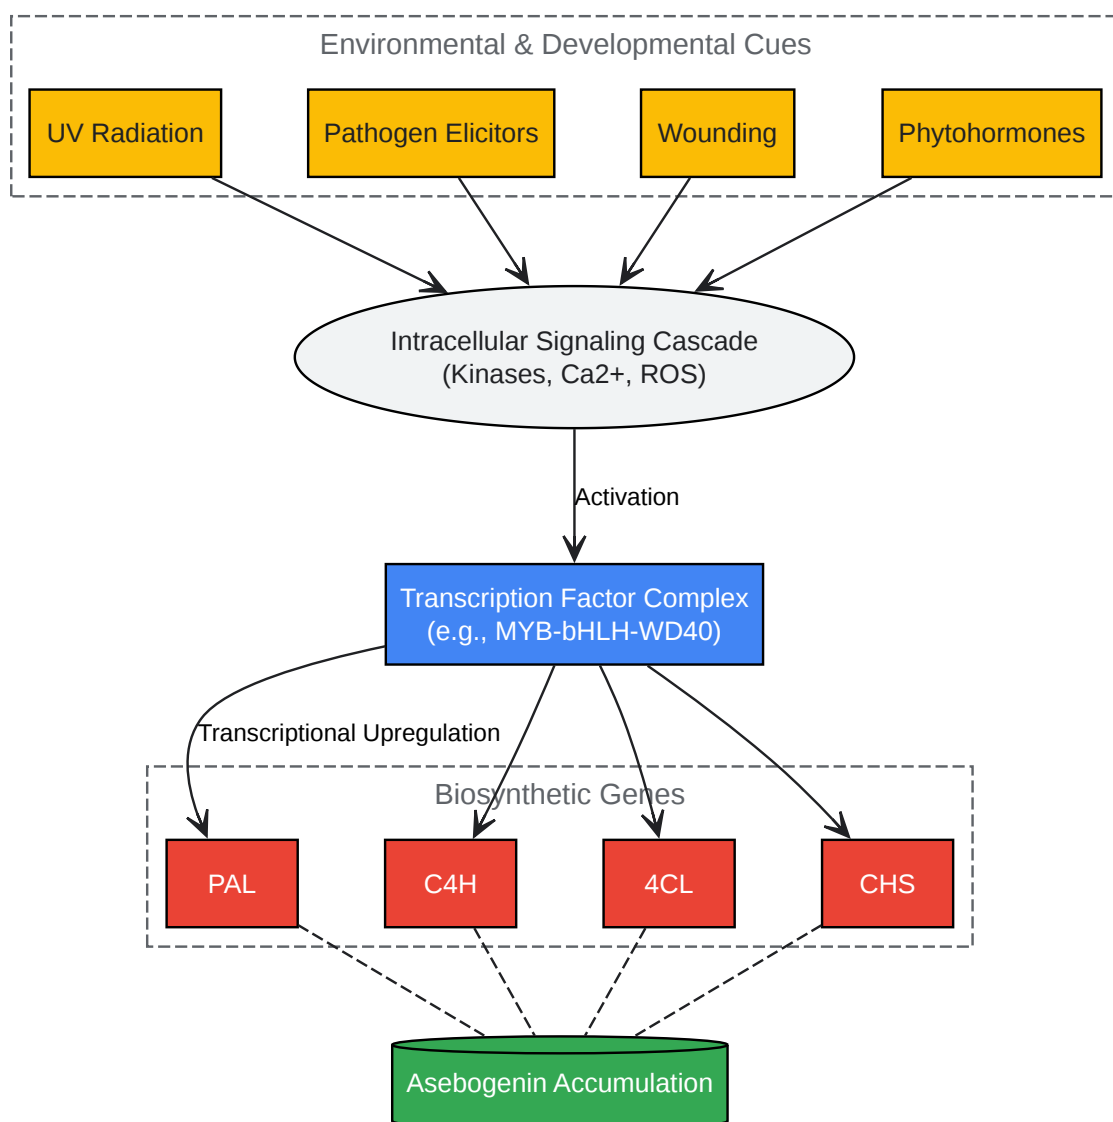 Environmental & Developmental Cues
UV Radiation
Pathogen Elicitors
Wounding
Phytohormones
Intracellular Signaling Cascade
(Kinases, Ca2+, ROS)
Activation
Transcription Factor Complex
(e.g., MYB-bHLH-WD40)
Transcriptional Upregulation
Biosynthetic Genes
PAL
C4H
4CL
CHS
Asebogenin Accumulation